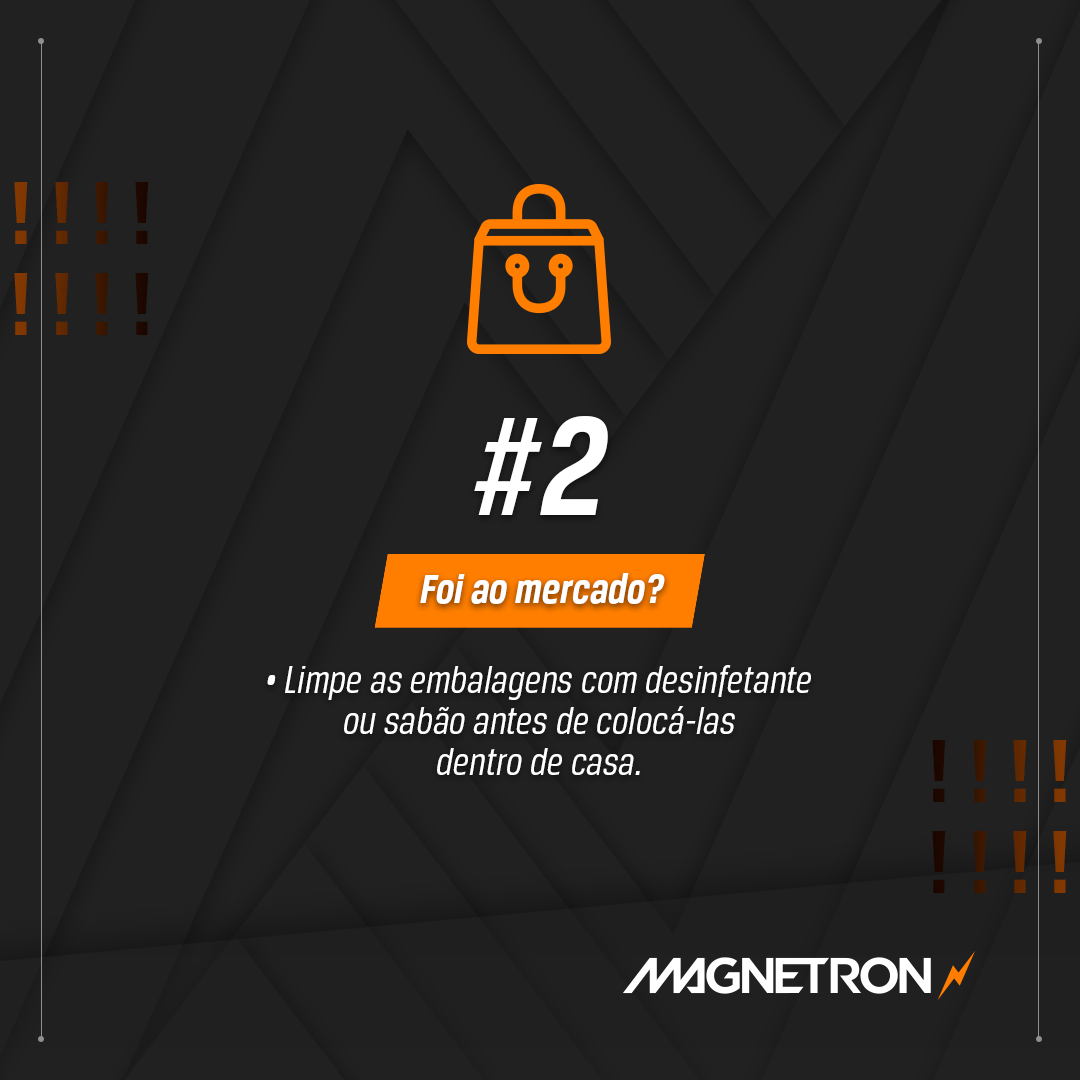 ! ! ! !
! ! ! !
#2
Foi ao mercado?
• Limpe as embalagens com desinfetante
ou sabão antes de colocá-las
dentro de casa.
! ! ! !
! ! ! !
MAGNETRON